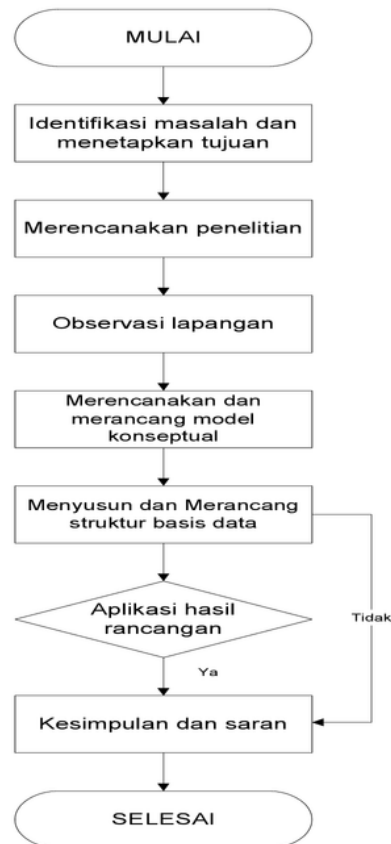 MULAI
Identifikasi masalah dan
menetapkan tujuan
Merencanakan penelitian
Observasi lapangan
Merencanakan dan
merancang model
konseptual
Menyusun dan Merancang
struktur basis data
Aplikasi hasil
rancangan
Tidak
Ya
Kesimpulan dan saran
SELESAI